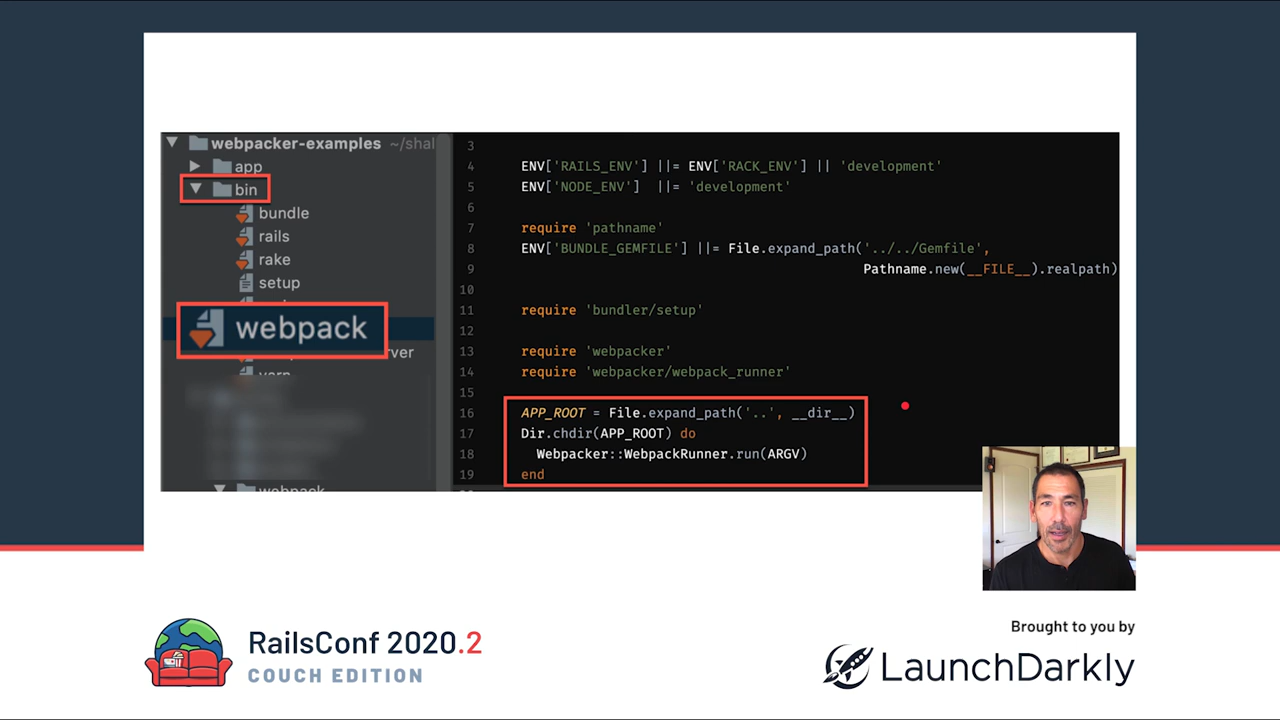 webpacker-examples ~/shal
app
bin
bundle
rails
rake
setup
webpack
rver
yarn
webpack
3
4 ENV['RAILS_ENV'] ||= ENV['RACK_ENV'] || 'development'
5 ENV['NODE_ENV']  ||= 'development'
6
7 require 'pathname'
8 ENV['BUNDLE_GEMFILE'] ||= File.expand_path('../../Gemfile',
9 Pathname.new(__FILE__).realpath)
10
11 require 'bundler/setup'
12
13 require 'webpacker'
14 require 'webpacker/webpack_runner'
15
16 APP_ROOT = File.expand_path('..', __dir__)
17 Dir.chdir(APP_ROOT) do
18   Webpacker::WebpackRunner.run(ARGV)
19 end
RailsConf 2020.2
COUCH EDITION
Brought to you by
LaunchDarkly